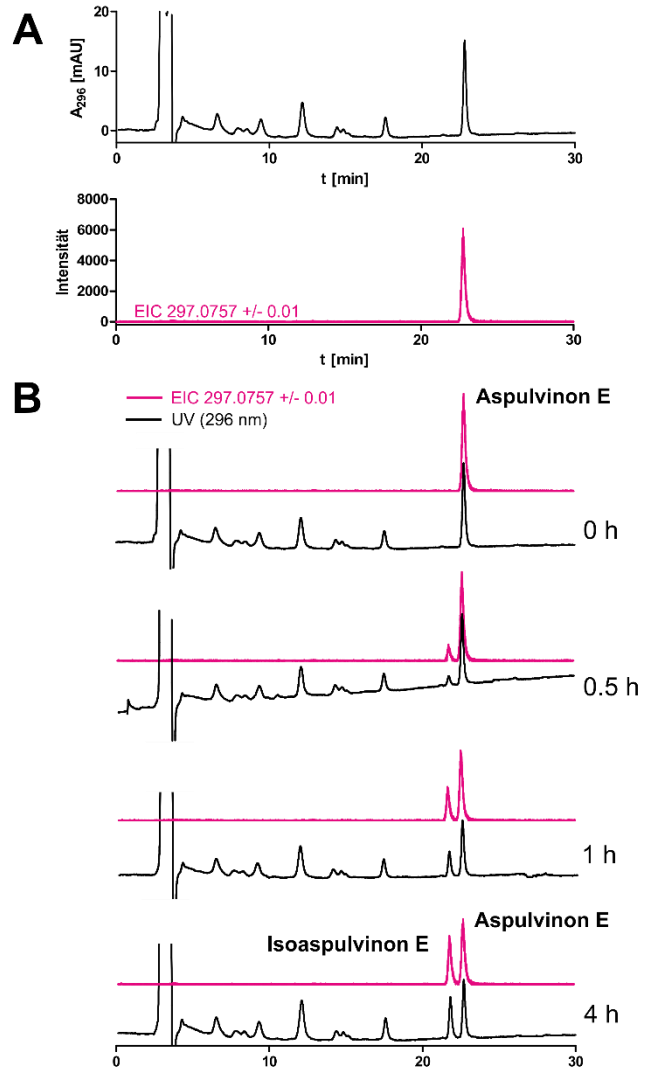 A
A296 [mAU]
20
10
0
0 10 20 30
t [min]
Intensität
8000
6000
4000
2000
0
EIC 297.0757 +/- 0.01
0 10 20 30
t [min]
B
EIC 297.0757 +/- 0.01
UV (296 nm)
Aspulvinon E
0 h
0.5 h
1 h
Isoaspulvinon E
Aspulvinon E
4 h
0 10 20 30